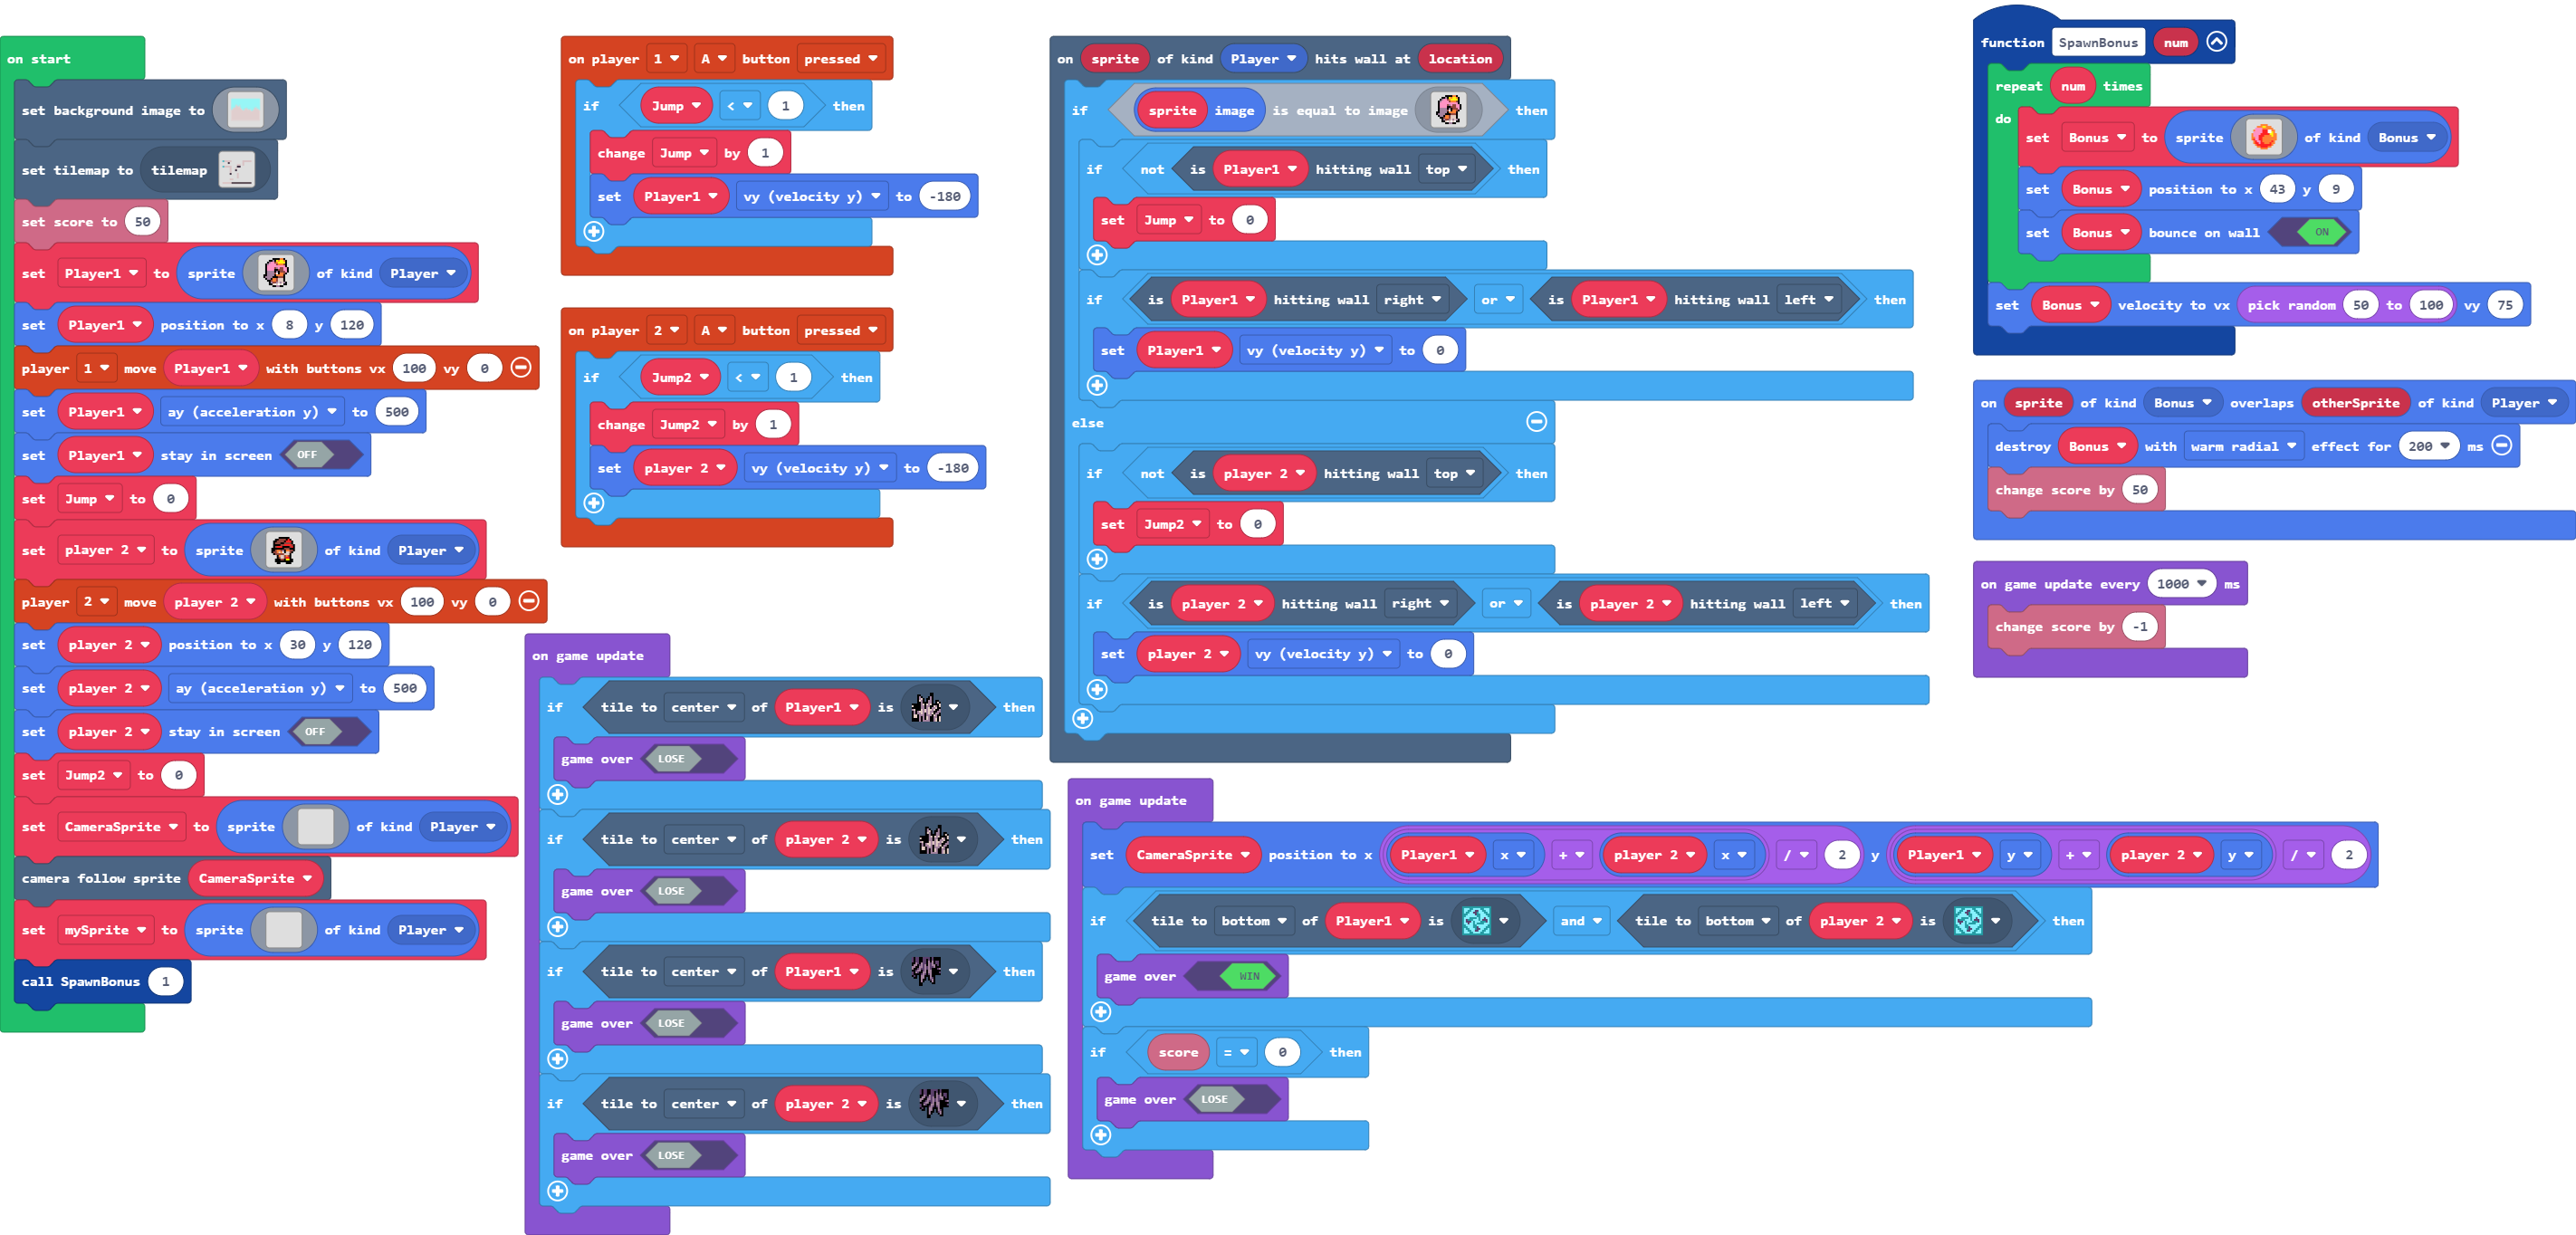 on start
set background image to
set tilemap to tilemap
set score to 50
set Player1 to sprite of kind Player
set Player1 position to x 8 y 120
player 1 move Player1 with buttons vx 100 vy 0
set Player1 ay (acceleration y) to 500
set Player1 stay in screen OFF
set Jump to 0
set player 2 to sprite of kind Player
player 2 move player 2 with buttons vx 100 vy 0
set player 2 position to x 30 y 120
set player 2 ay (acceleration y) to 500
set player 2 stay in screen OFF
set Jump2 to 0
set CameraSprite to sprite of kind Player
camera follow sprite CameraSprite
set mySprite to sprite of kind Player
call SpawnBonus 1
on player 1 A button pressed
if Jump < 1 then
change Jump by 1
set Player1 vy (velocity y) to -180
on player 2 A button pressed
if Jump2 < 1 then
change Jump2 by 1
set player 2 vy (velocity y) to -180
on game update
if tile to center of Player1 is then
game over LOSE
if tile to center of player 2 is then
game over LOSE
if tile to center of Player1 is then
game over LOSE
if tile to center of player 2 is then
game over LOSE
on sprite of kind Player hits wall at location
if sprite image is equal to image then
if not is Player1 hitting wall top then
set Jump to 0
if is Player1 hitting wall right or is Player1 hitting wall left then
set Player1 vy (velocity y) to 0
else
if not is player 2 hitting wall top then
set Jump2 to 0
if is player 2 hitting wall right or is player 2 hitting wall left then
set player 2 vy (velocity y) to 0
on game update
set CameraSprite position to x Player1 x + player 2 x / 2 y Player1 y + player 2 y / 2
if tile to bottom of Player1 is and tile to bottom of player 2 is then
game over WIN
if score = 0 then
game over LOSE
function SpawnBonus num
repeat num times
do
set Bonus to sprite of kind Bonus
set Bonus position to x 43 y 9
set Bonus bounce on wall ON
set Bonus velocity to vx pick random 50 to 100 vy 75
on sprite of kind Bonus overlaps otherSprite of kind Player
destroy Bonus with warm radial effect for 200 ms
change score by 50
on game update every 1000 ms
change score by -1